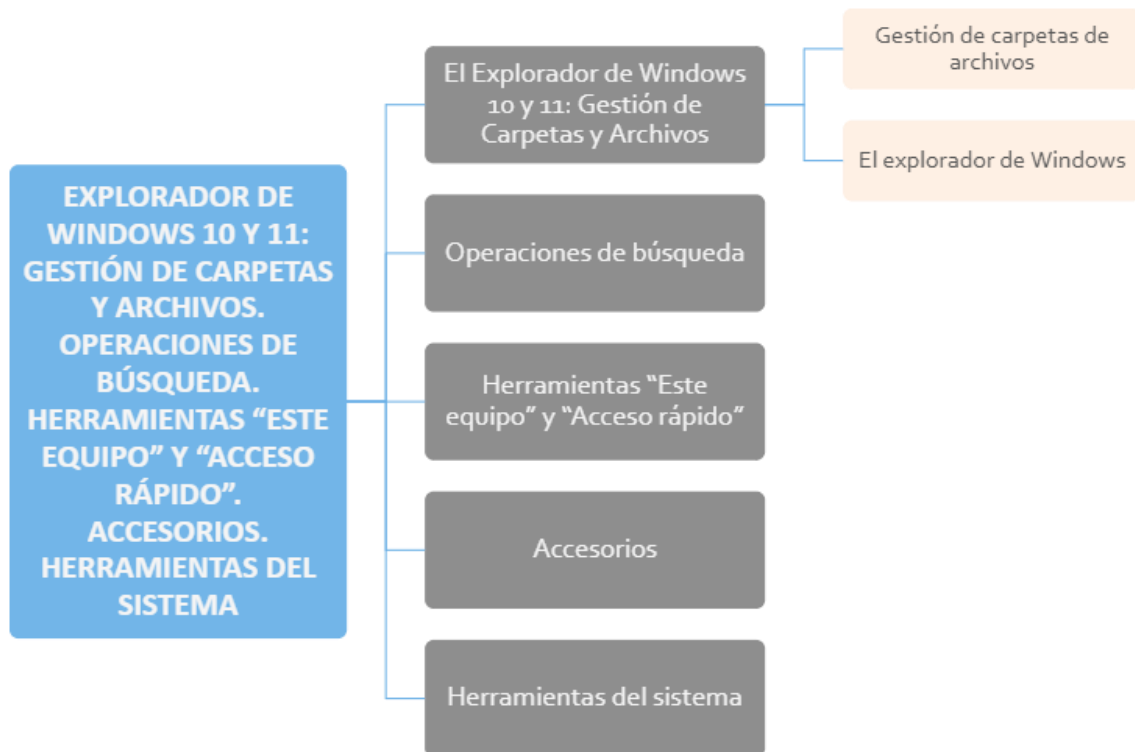 EXPLORADOR DE
WINDOWS 10 Y 11:
GESTIÓN DE CARPETAS
Y ARCHIVOS.
OPERACIONES DE
BÚSQUEDA.
HERRAMIENTAS “ESTE
EQUIPO” Y “ACCESO
RÁPIDO”.
ACCESORIOS.
HERRAMIENTAS DEL
SISTEMA
El Explorador de Windows
10 y 11: Gestión de
Carpetas y Archivos
Gestión de carpetas de
archivos
El explorador de Windows
Operaciones de búsqueda
Herramientas “Este
equipo” y “Acceso rápido”
Accesorios
Herramientas del sistema